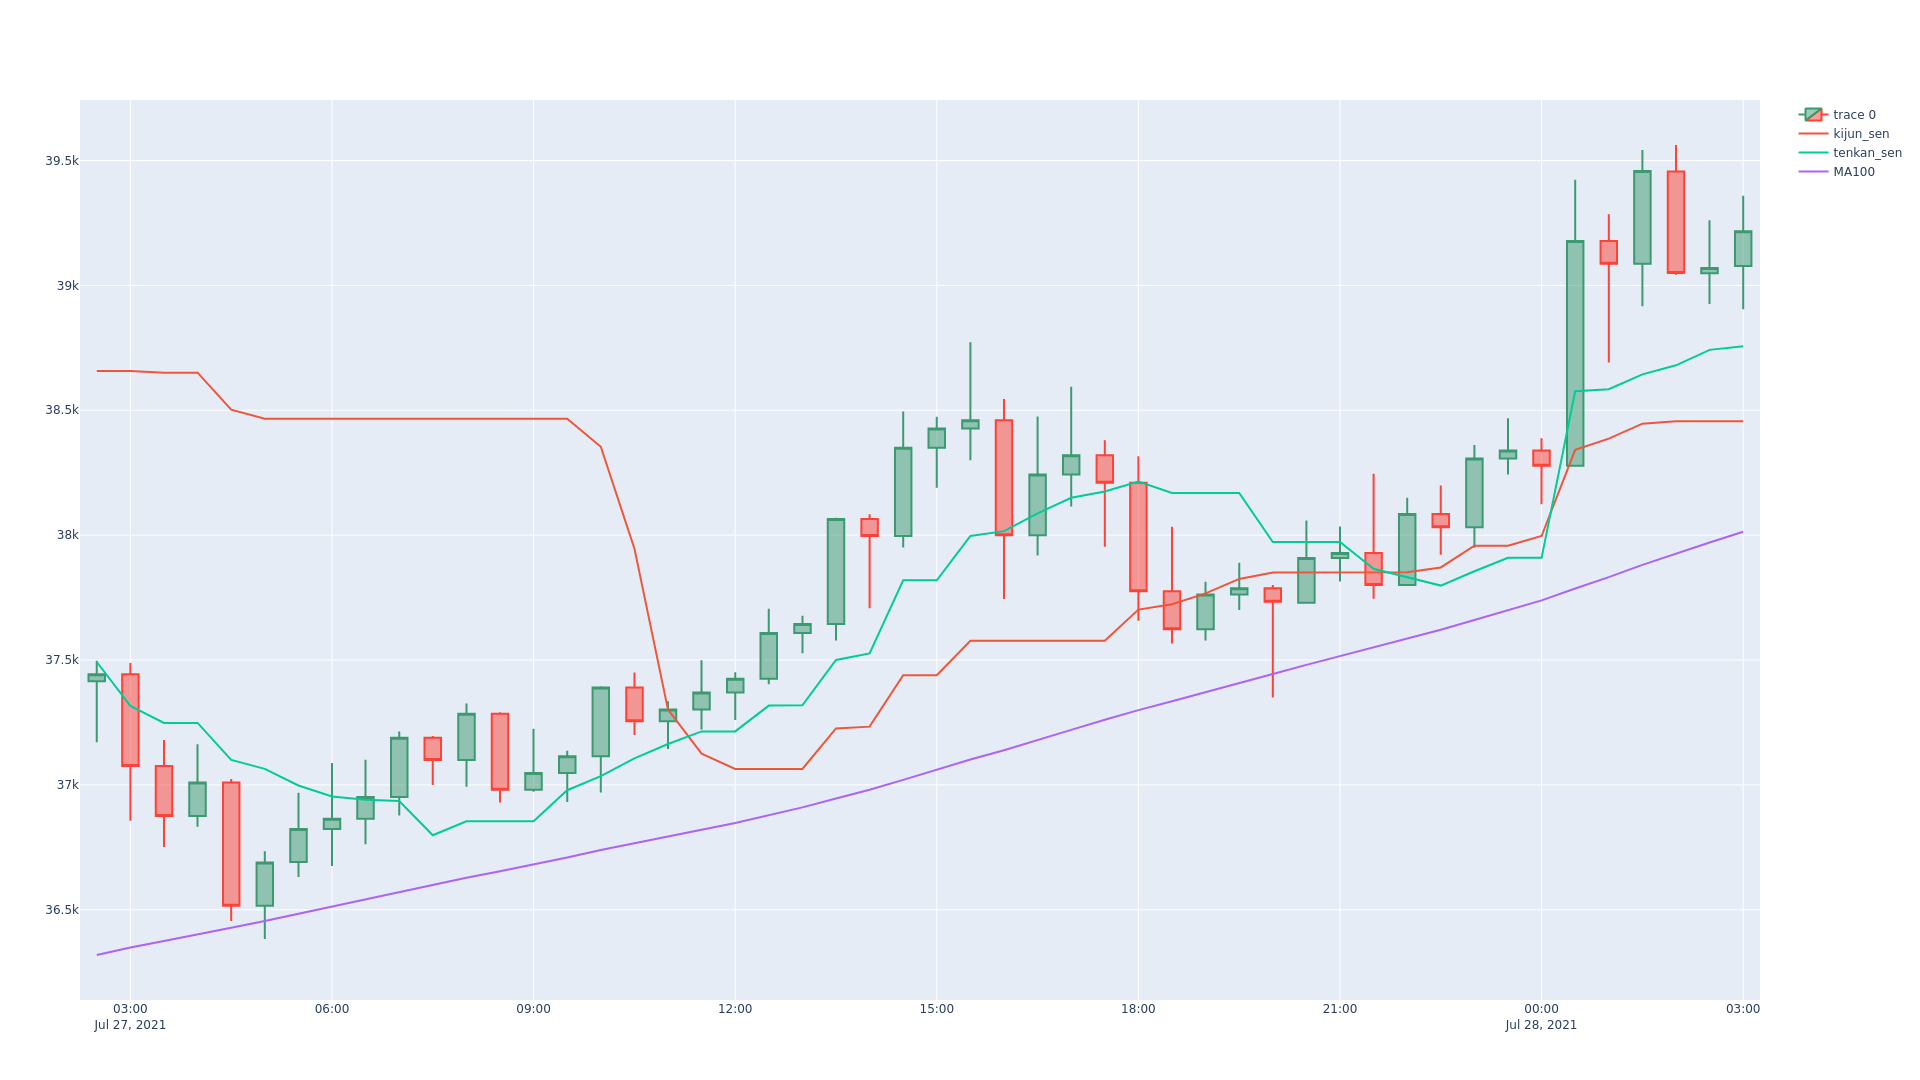 trace 0
kijun_sen
tenkan_sen
MA100
39.5k
39k
38.5k
38k
37.5k
37k
36.5k
03:00 06:00 09:00 12:00 15:00 18:00 21:00 00:00 03:00
Jul 27, 2021 Jul 28, 2021